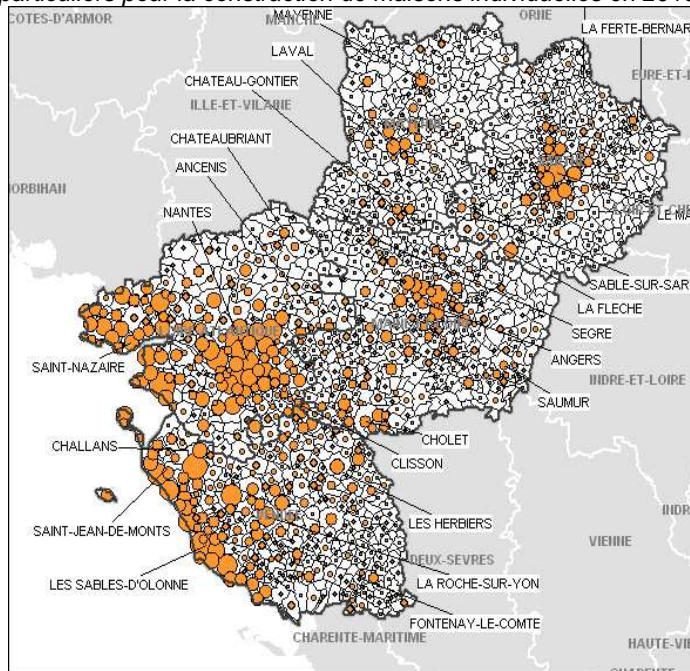 particuliers pour la construction de maisons individuelles en 201
COTES-D'ARMOR
MAYENNE
ORNE
LA FERTE-BERNAR
LAVAL
EURE-ET-L
CHATEAU-GONTIER
ILLE-ET-VILAINE
CHATEAUBRIANT
ANCENIS
MORBIHAN
NANTES
LE MA
SABLE-SUR-SAR
LA FLECHE
SEGRE
ANGERS
SAINT-NAZAIRE
INDRE-ET-LOIRE
SAUMUR
CHALLANS
CHOLET
CLISSON
SAINT-JEAN-DE-MONTS
LES HERBIERS
INDR
VIENNE
DEUX-SEVRES
LES SABLES-D'OLONNE
LA ROCHE-SUR-YON
FONTENAY-LE-COMTE
CHARENTE-MARITIME
HAUTE-VI